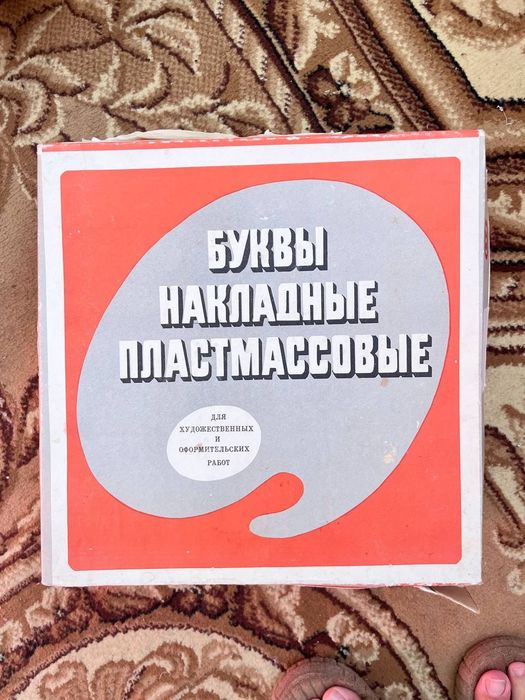 БУКВЫ
НАКЛАДНЫЕ
ПЛАСТМАССОВЫЕ
ДЛЯ
ХУДОЖЕСТВЕННЫХ
И
ОФОРМИТЕЛЬСКИХ
РАБОТ